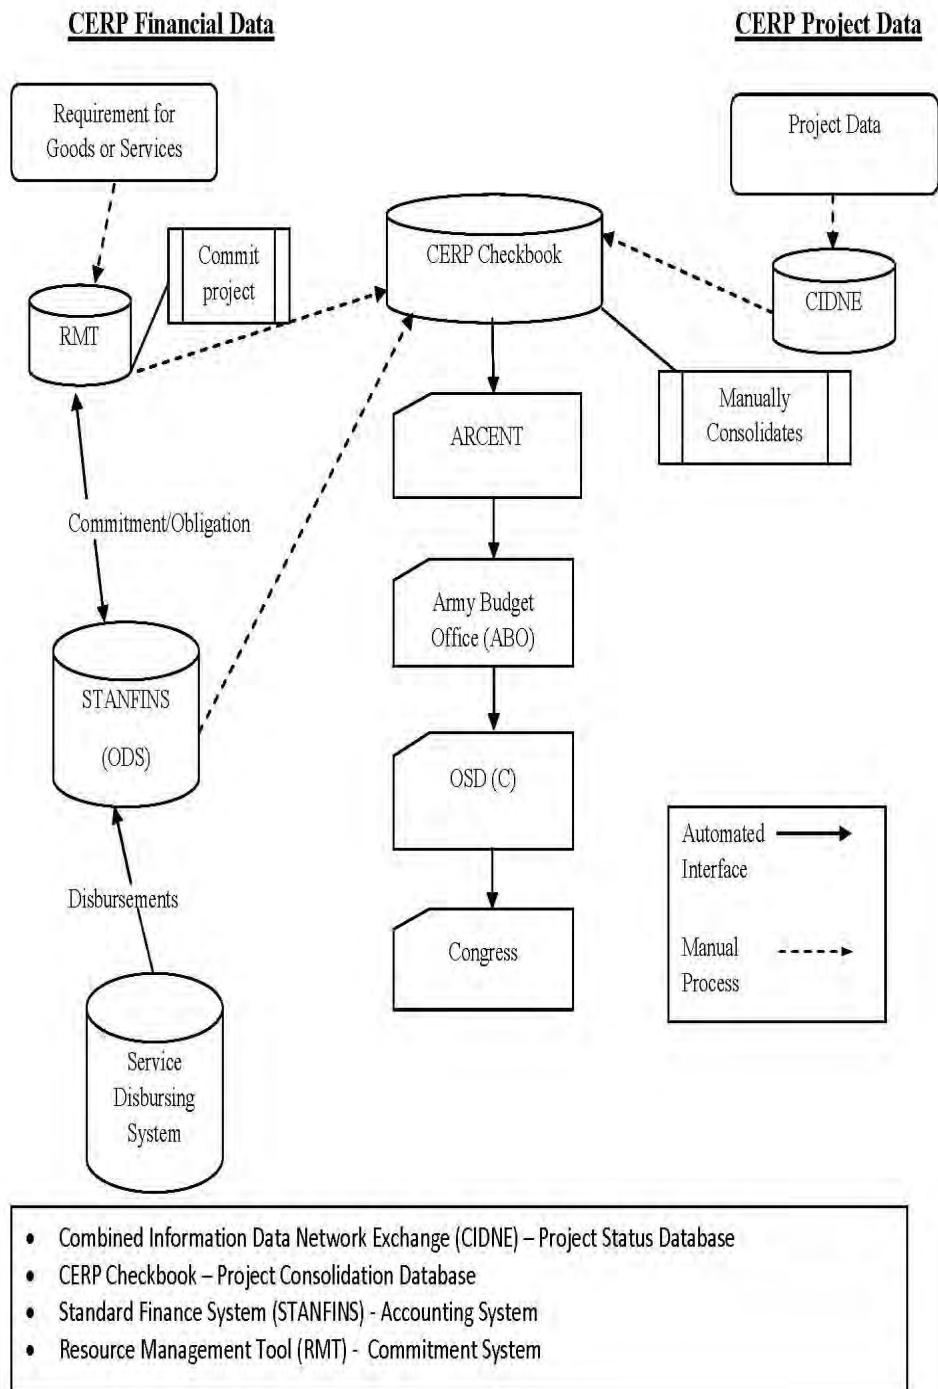 CERP Financial Data
CERP Project Data
Requirement for
Goods or Services
Project Data
Commit
project
CERP Checkbook
RMT
CIDNE
Manually
Consolidates
ARCENT
Commitment/Obligation
Army Budget
Office (ABO)
STANFINS
(ODS)
OSD (C)
Automated
Interface
Disbursements
Manual
Process
Congress
Service
Disbursing
System
• Combined Information Data Network Exchange (CIDNE) – Project Status Database
• CERP Checkbook – Project Consolidation Database
• Standard Finance System (STANFINS) - Accounting System
• Resource Management Tool (RMT) - Commitment System